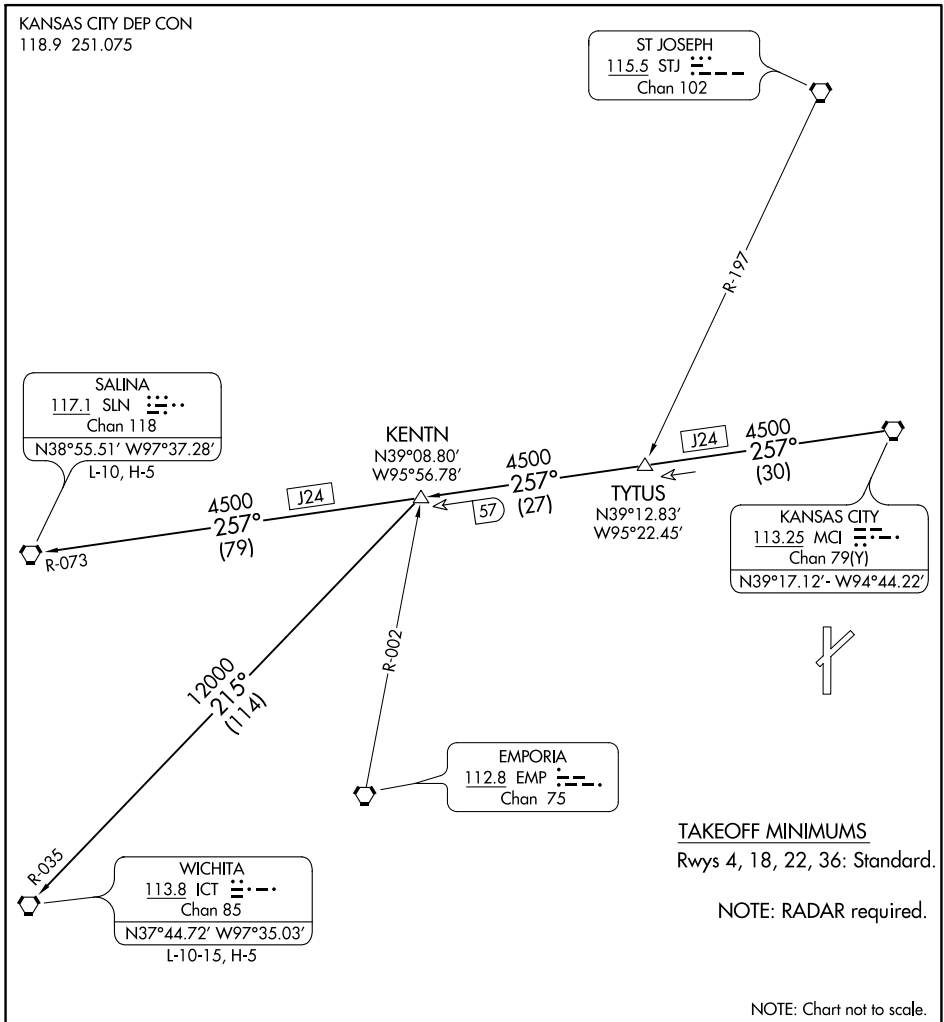 KANSAS CITY DEP CON
118.9 251.075
ST JOSEPH
115.5 STJ
Chan 102
R-197
SALINA
117.1 SLN
Chan 118
N38°55.51' W97°37.28'
L-10, H-5
KENTN
N39°08.80'
W95°56.78'
4500
J24
257°
(30)
4500
257°
(27)
57
TYTUS
N39°12.83'
W95°22.45'
4500
J24
257°
(79)
R-073
KANSAS CITY
113.25 MCI
Chan 79(Y)
N39°17.12'- W94°44.22'
R-002
12000
215°
(114)
EMPORIA
112.8 EMP
Chan 75
R-035
WICHITA
113.8 ICT
Chan 85
N37°44.72' W97°35.03'
L-10-15, H-5
TAKEOFF MINIMUMS
Rwys 4, 18, 22, 36: Standard.
NOTE: RADAR required.
NOTE: Chart not to scale.